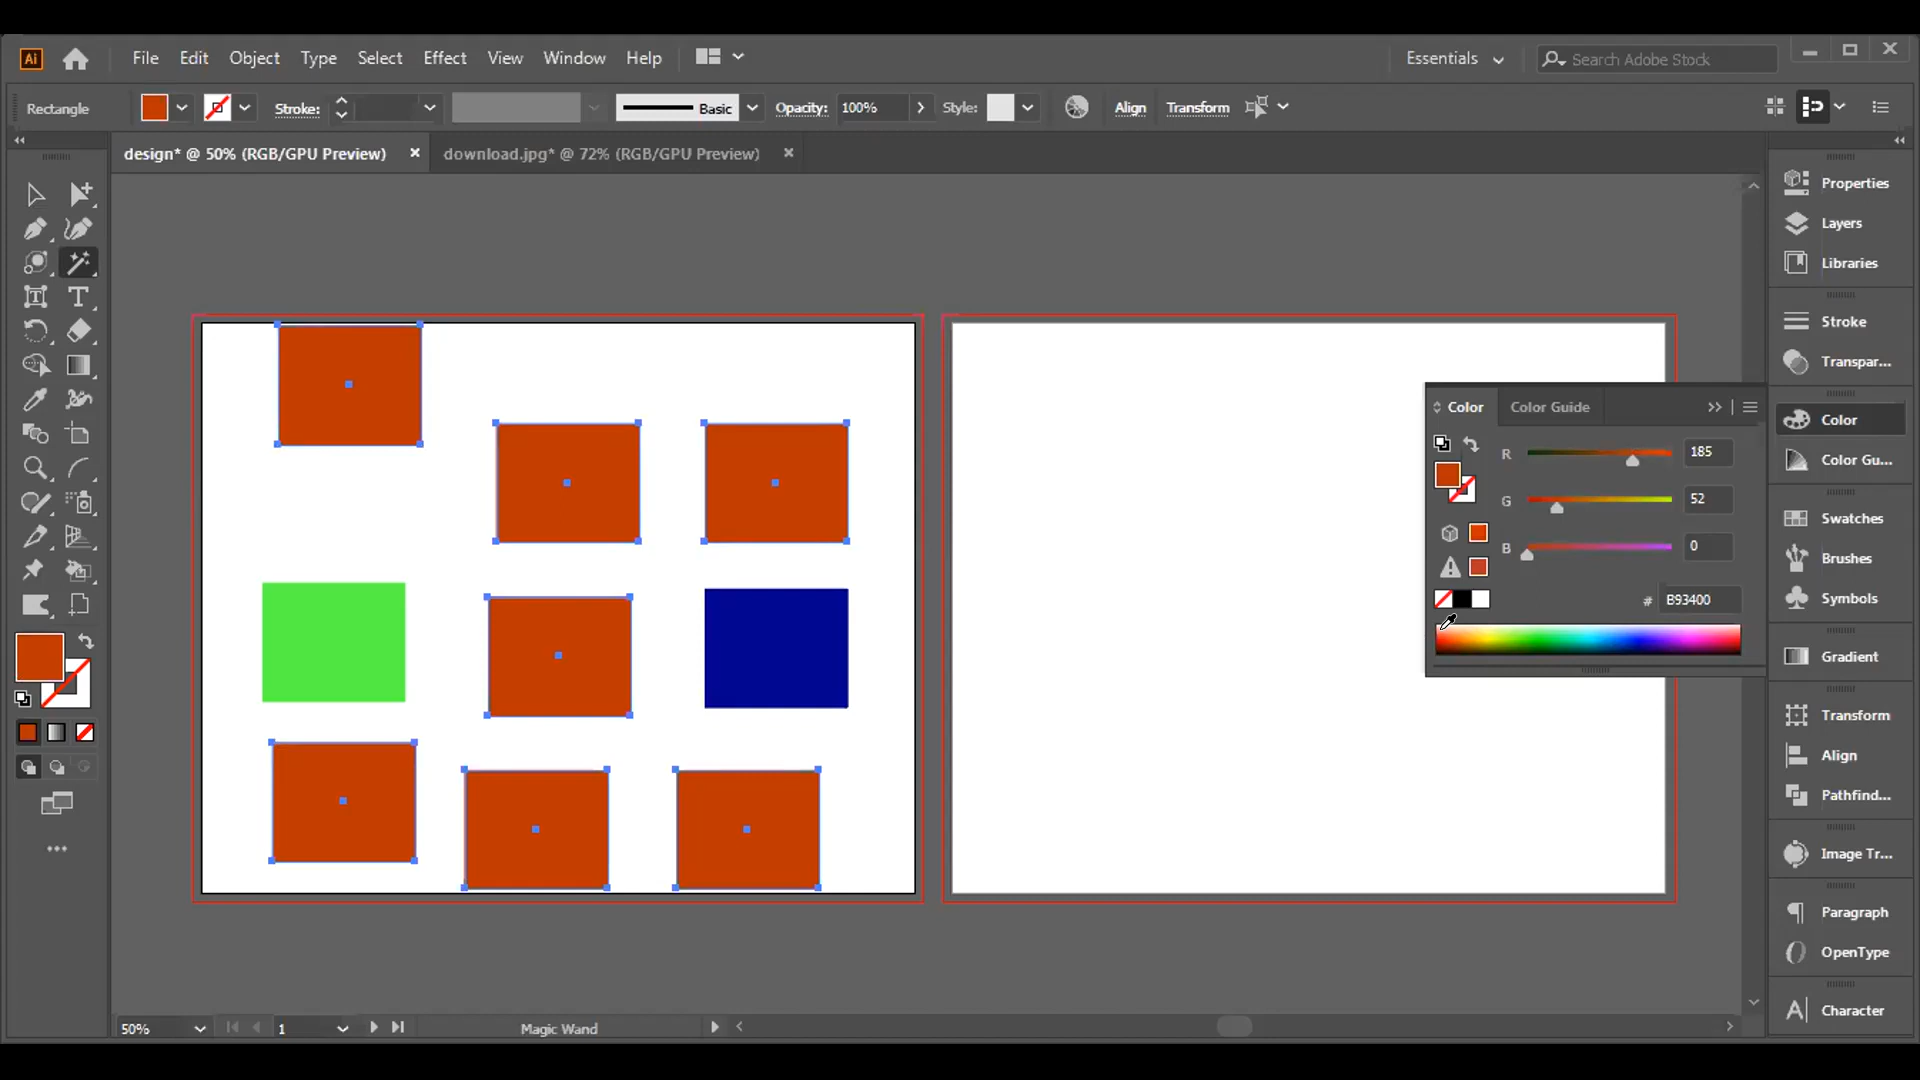 Ai File Edit Object Type Select Effect View Window Help Essentials Search Adobe Stock
Rectangle Stroke: Basic Opacity: 100% Style: Align Transform
design* @ 50% (RGB/GPU Preview) download.jpg* @ 72% (RGB/GPU Preview)
Properties
Layers
Libraries
Stroke
Transpar...
Color
Color Gu...
Swatches
Brushes
Symbols
Gradient
Transform
Align
Pathfind...
Image Tr...
Paragraph
OpenType
Character
Color Color Guide
R 185
G 52
B 0
# B93400
50% 1 Magic Wand